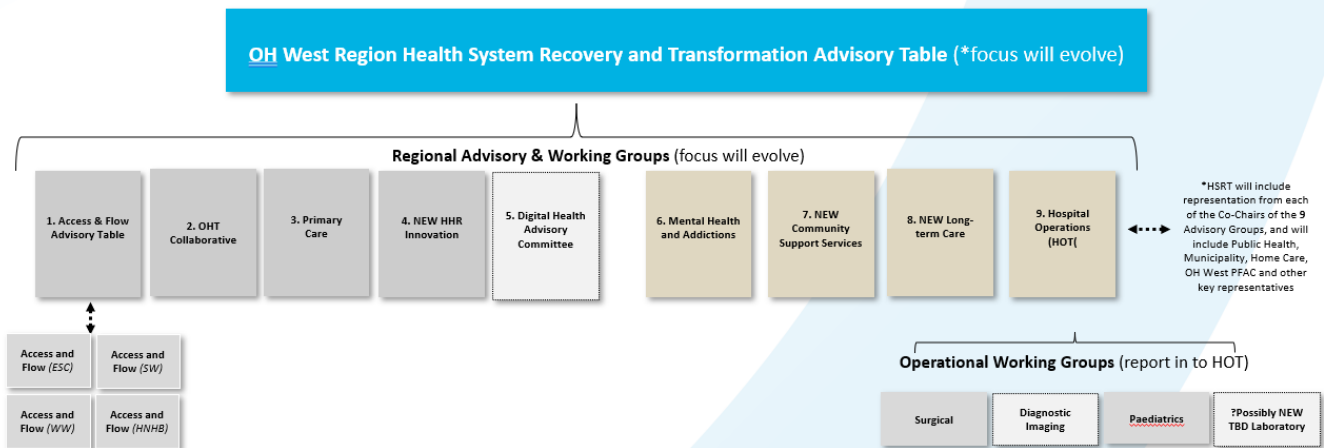 OH West Region Health System Recovery and Transformation Advisory Table (*focus will evolve)
Regional Advisory & Working Groups (focus will evolve)
1. Access & Flow
Advisory Table
2. OHT
Collaborative
3. Primary
Care
4. NEW HHR
Innovation
5. Digital Health
Advisory
Committee
6. Mental Health
and Addictions
7. NEW
Community
Support Services
8. NEW Long-
term Care
9. Hospital
Operations
(HOT(
*HSRT will include
representation from each
of the Co-Chairs of the 9
Advisory Groups, and will
include Public Health,
Municipality, Home Care,
OH West PFAC and other
key representatives
Access and
Flow (ESC)
Access and
Flow (SW)
Access and
Flow (WW)
Access and
Flow (HNHB)
Operational Working Groups (report in to HOT)
Surgical
Diagnostic
Imaging
Paediatrics
?Possibly NEW
TBD Laboratory